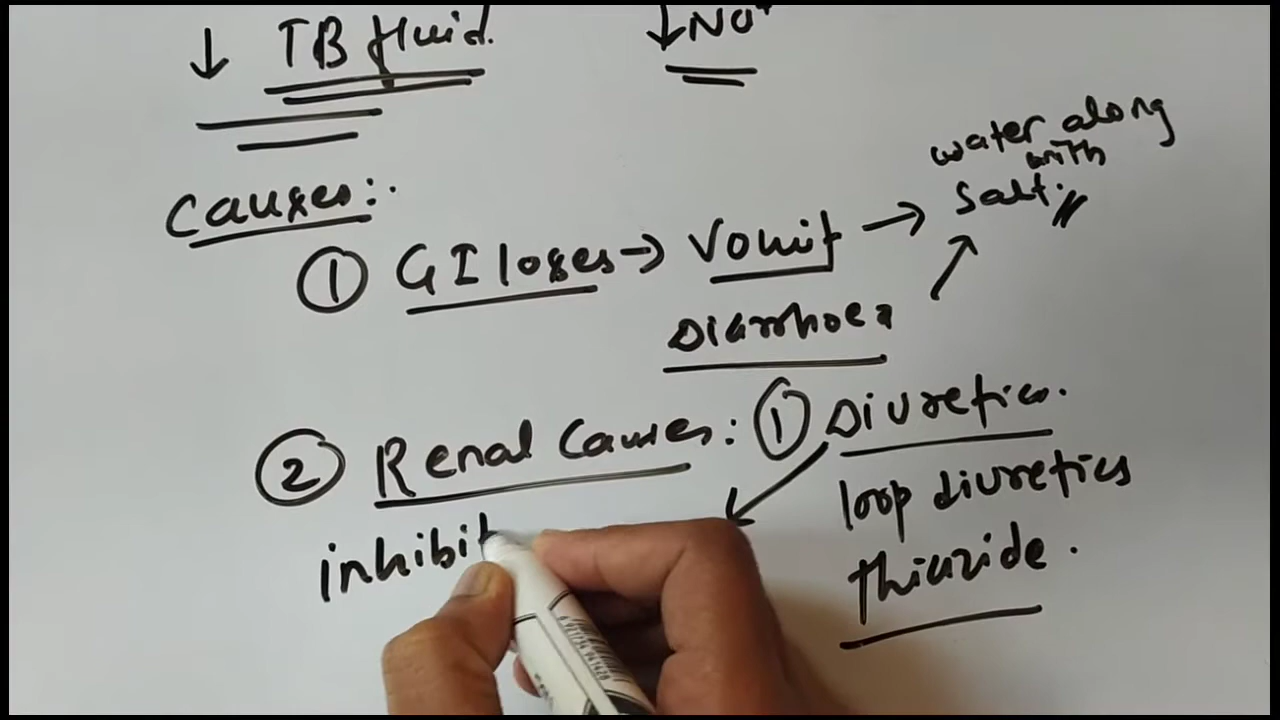 ↓ TB fluid. ↓Na+
Causes:.
① GI loses → Vomit → water along with salt.
Diarrhoea
② Renal Causes: ① Diuretics.
loop diuretics
thiazide.
inhibit